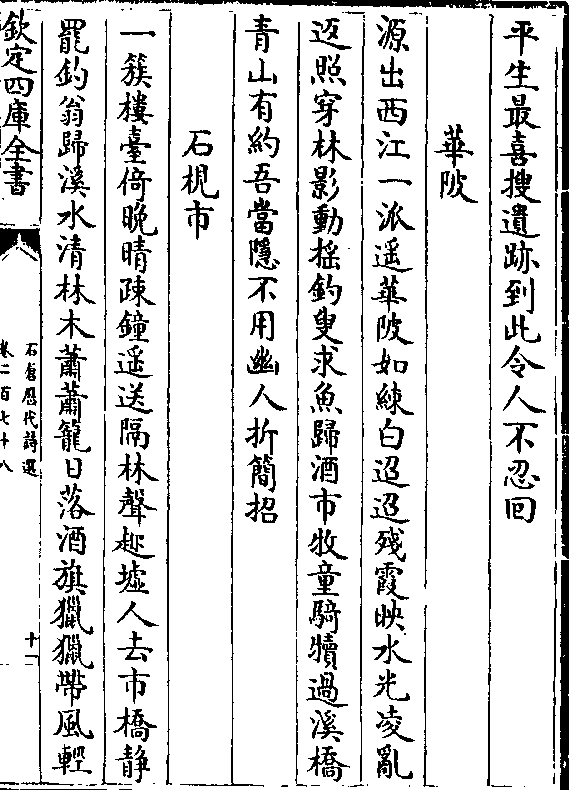 平生最喜搜遺跡到此令人不忍回
華陂
源出西江一派遥華陂如練白迢迢殘霞映水光凌亂
返照穿林影動摇釣叟求魚歸酒市牧童騎犢過溪橋
青山有約吾當隱不用幽人折簡招
石枧市
一簇樓臺倚晩晴疎鐘遥送隔林聲趂墟人去市橋静
罷釣翁歸溪水清林木蕭蕭籠日落酒旗獵獵帶風輕
欽定四庫全書
石倉歷代詩選
卷二百七十八
十一